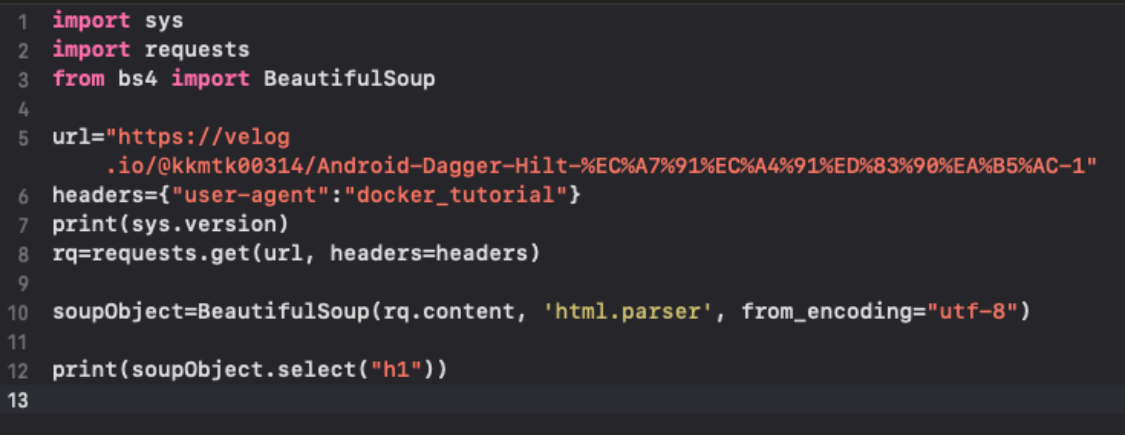 1 import sys
2 import requests
3 from bs4 import BeautifulSoup
4
5 url="https://velog
.io/@kkmtk00314/Android-Dagger-Hilt-%EC%A7%91%EC%A4%91%ED%83%90%EA%B5%AC-1"
6 headers={"user-agent":"docker_tutorial"}
7 print(sys.version)
8 rq=requests.get(url, headers=headers)
9
10 soupObject=BeautifulSoup(rq.content, 'html.parser', from_encoding="utf-8")
11
12 print(soupObject.select("h1"))
13